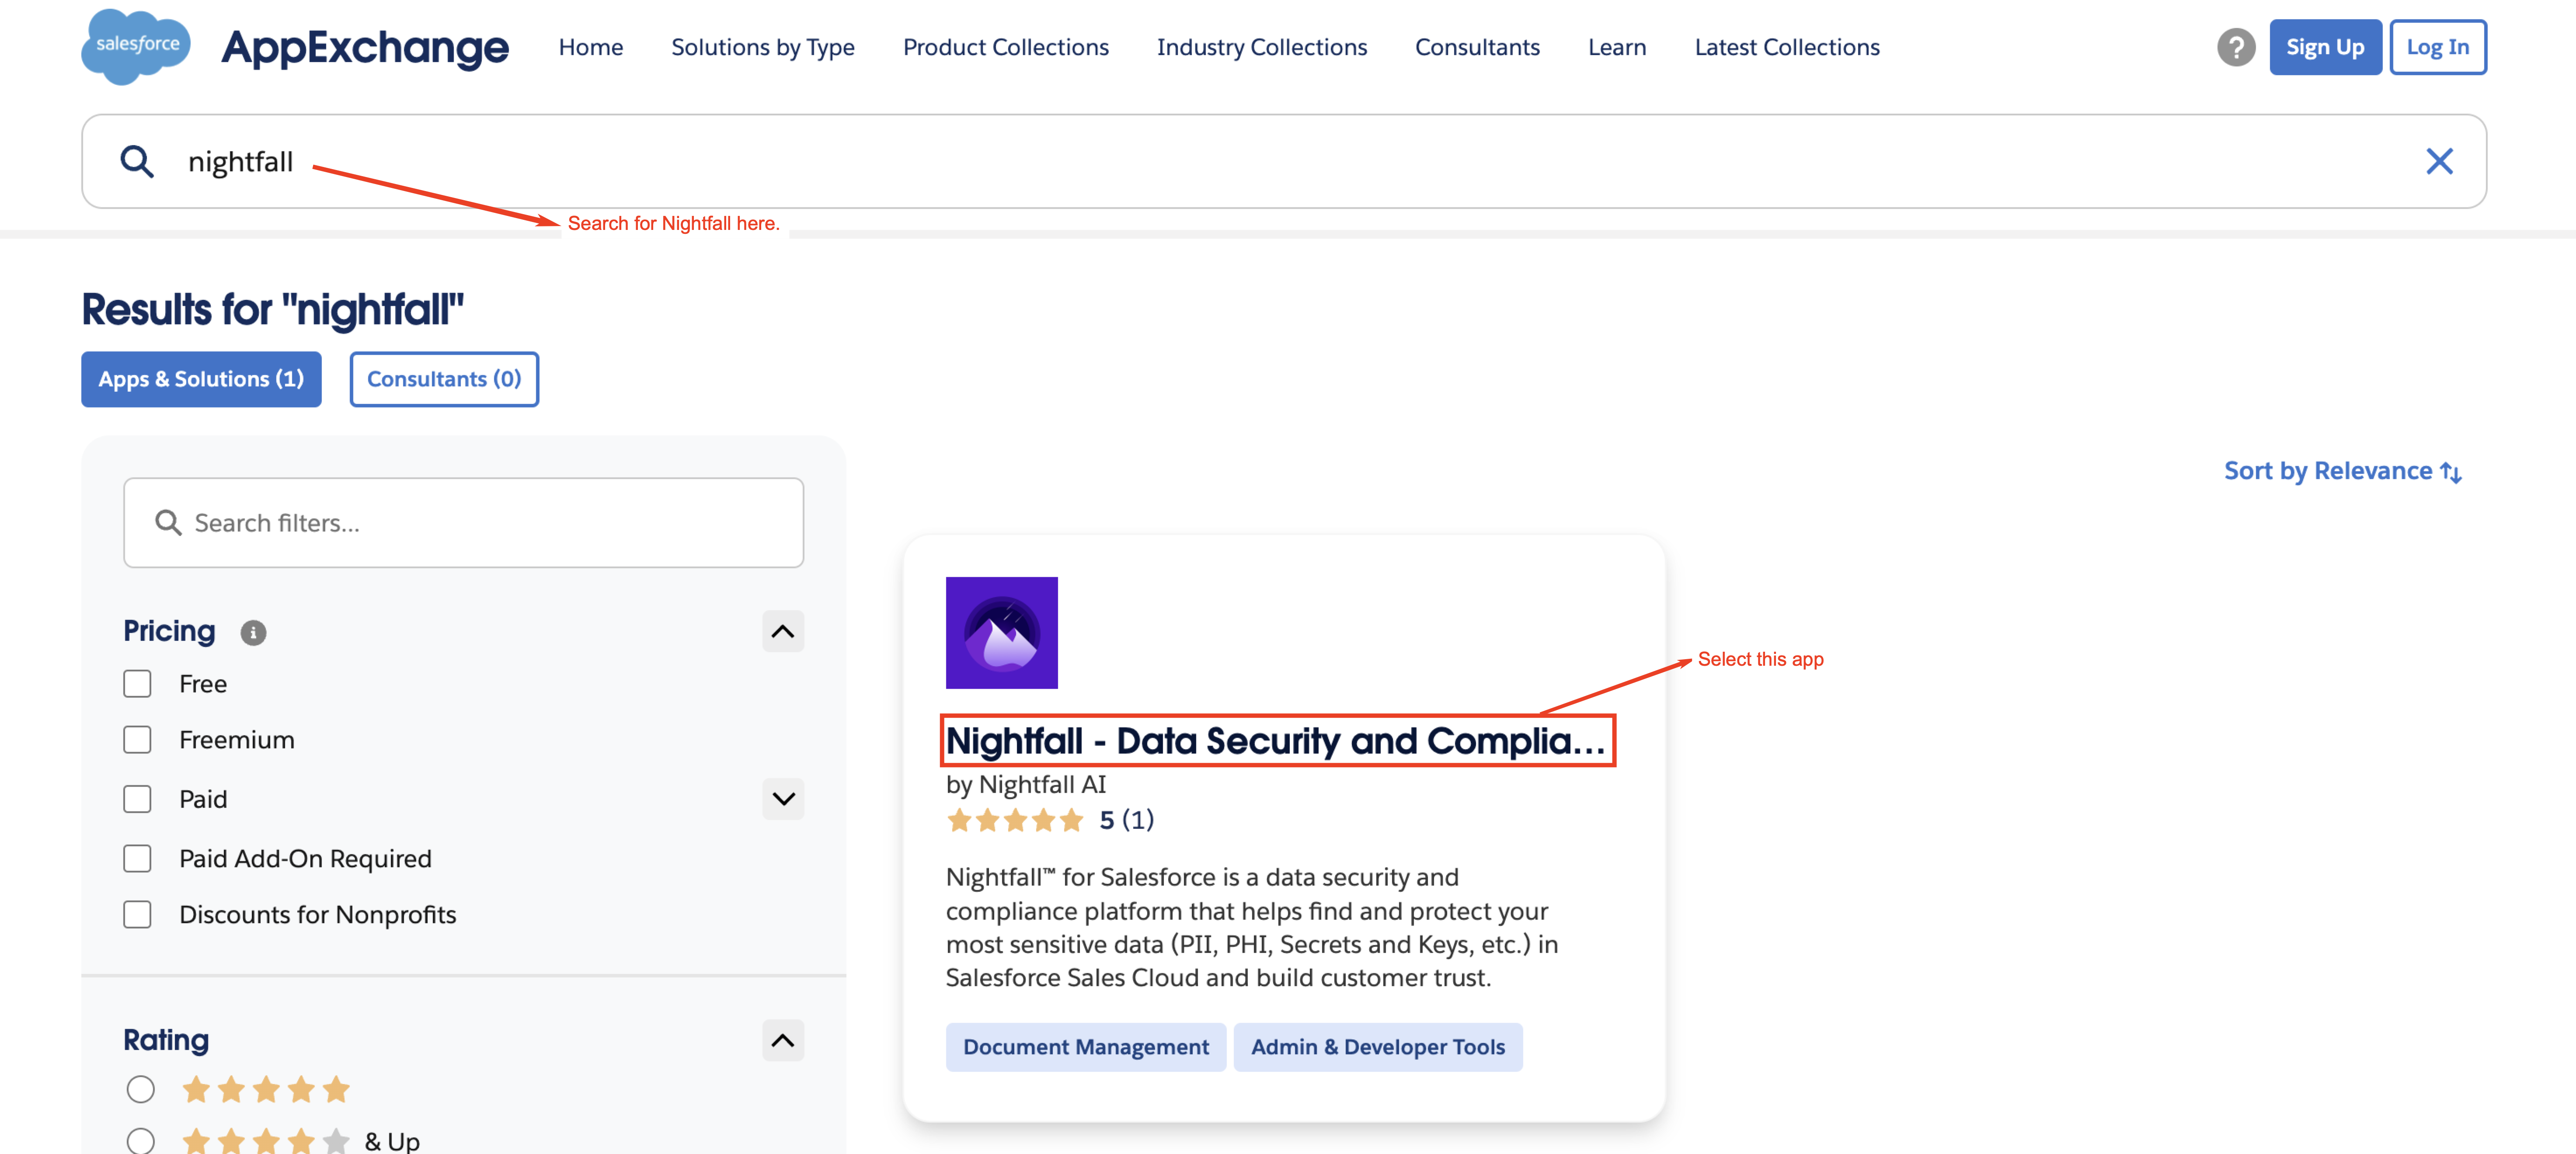 salesforce
AppExchange
Home
Solutions by Type
Product Collections
Industry Collections
Consultants
Learn
Latest Collections
?
Sign Up
Log In
nightfall
Search for Nightfall here.
Results for "nightfall"
Apps & Solutions (1)
Consultants (0)
Sort by Relevance
Search filters...
Pricing
Free
Freemium
Paid
Paid Add-On Required
Discounts for Nonprofits
Rating
& Up
Select this app
Nightfall - Data Security and Complia...
by Nightfall AI
5 (1)
Nightfall™ for Salesforce is a data security and
compliance platform that helps find and protect your
most sensitive data (PII, PHI, Secrets and Keys, etc.) in
Salesforce Sales Cloud and build customer trust.
Document Management
Admin & Developer Tools